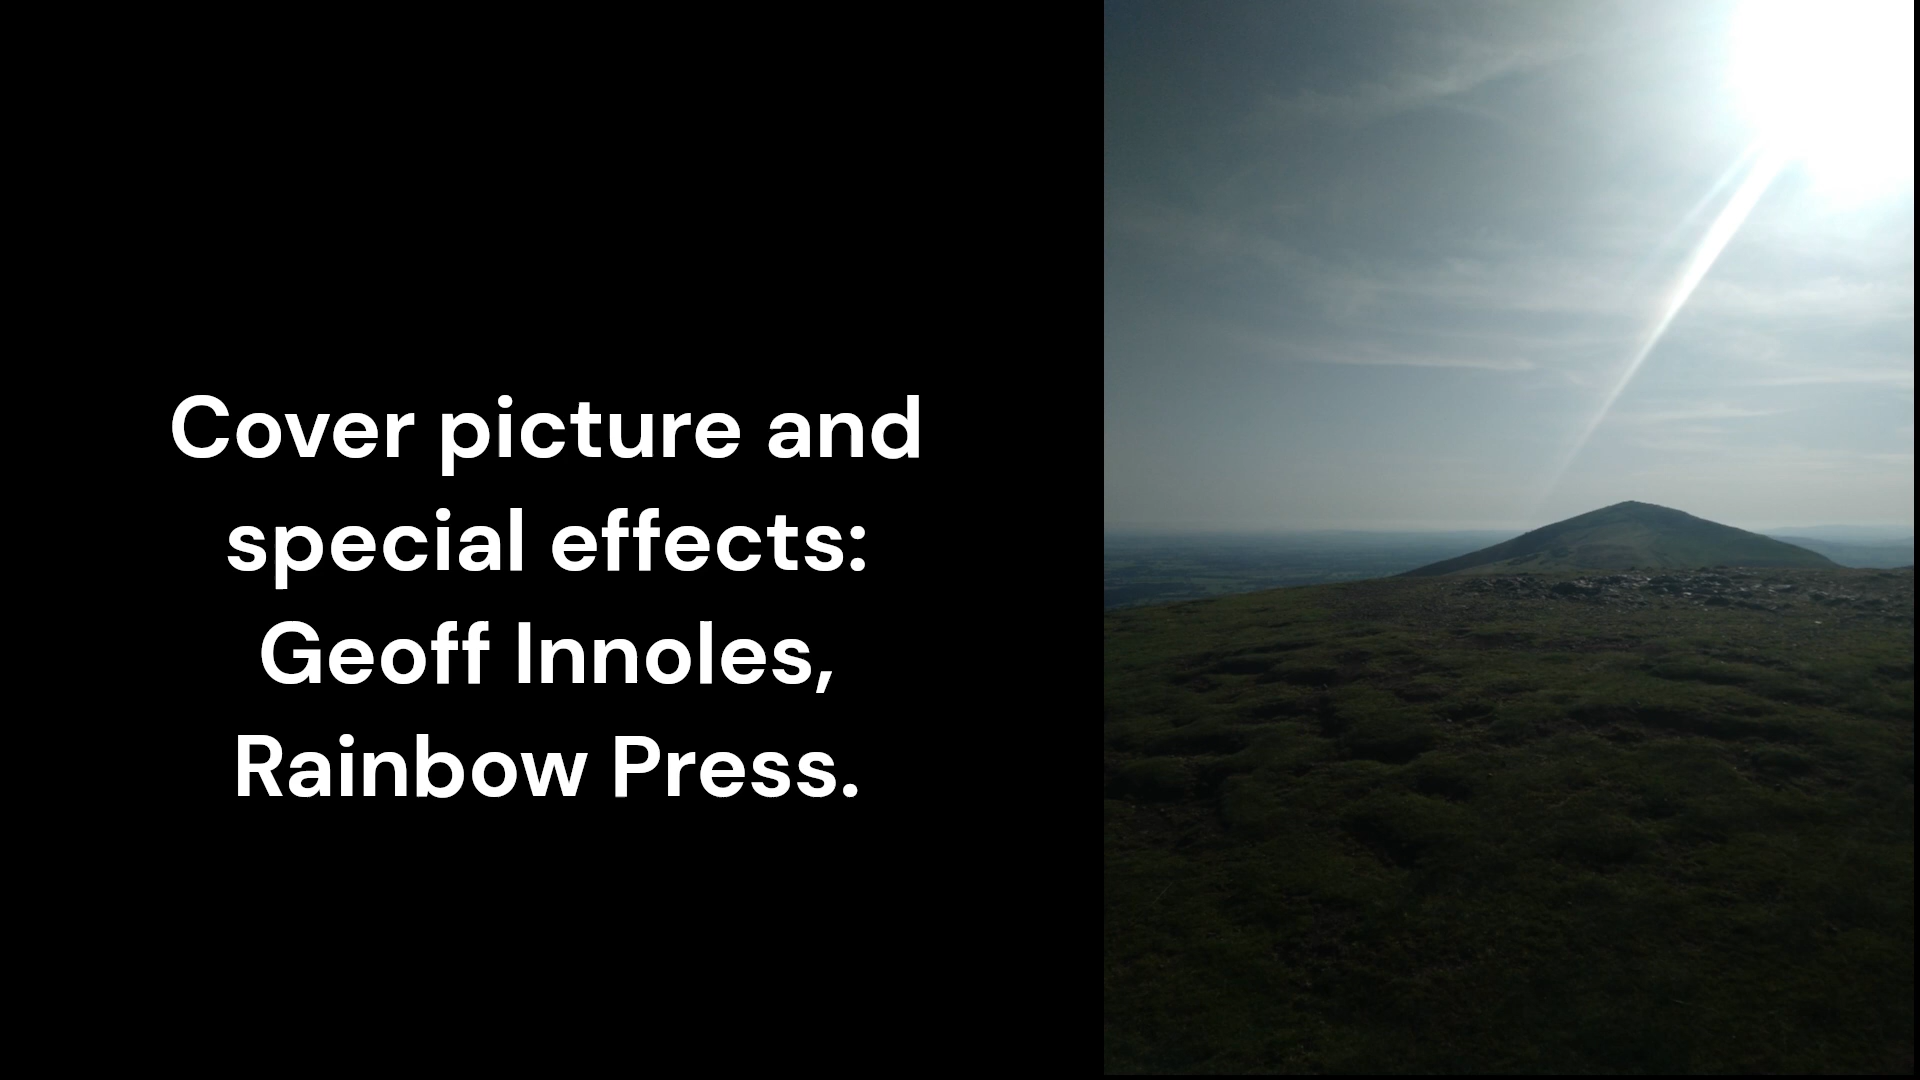 Cover picture and
special effects:
Geoff Innoles,
Rainbow Press.